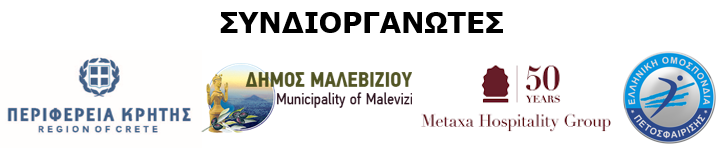 ΣΥΝΔΙΟΡΓΑΝΩΤΕΣ
ΠΕΡΙΦΕΡΕΙΑ ΚΡΗΤΗΣ
REGION OF CRETE
ΔΗΜΟΣ ΜΑΛΕΒΙΖΙΟΥ
Municipality of Malevizi
50
YEARS
Metaxa Hospitality Group
ΕΛΛΗΝΙΚΗ ΟΜΟΣΠΟΝΔΙΑ
ΠΕΤΟΣΦΑΙΡΙΣΗΣ